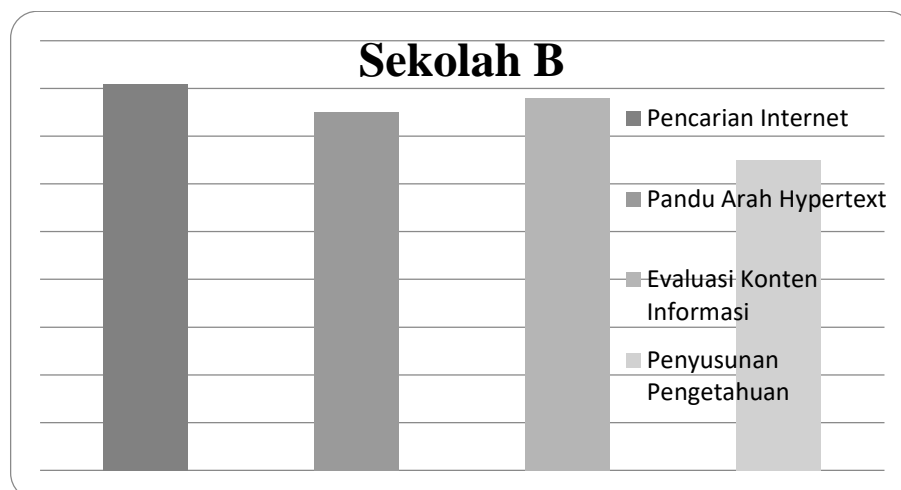 Sekolah B
Pencarian Internet
Pandu Arah Hypertext
Evaluasi Konten
Informasi
Penyusunan
Pengetahuan